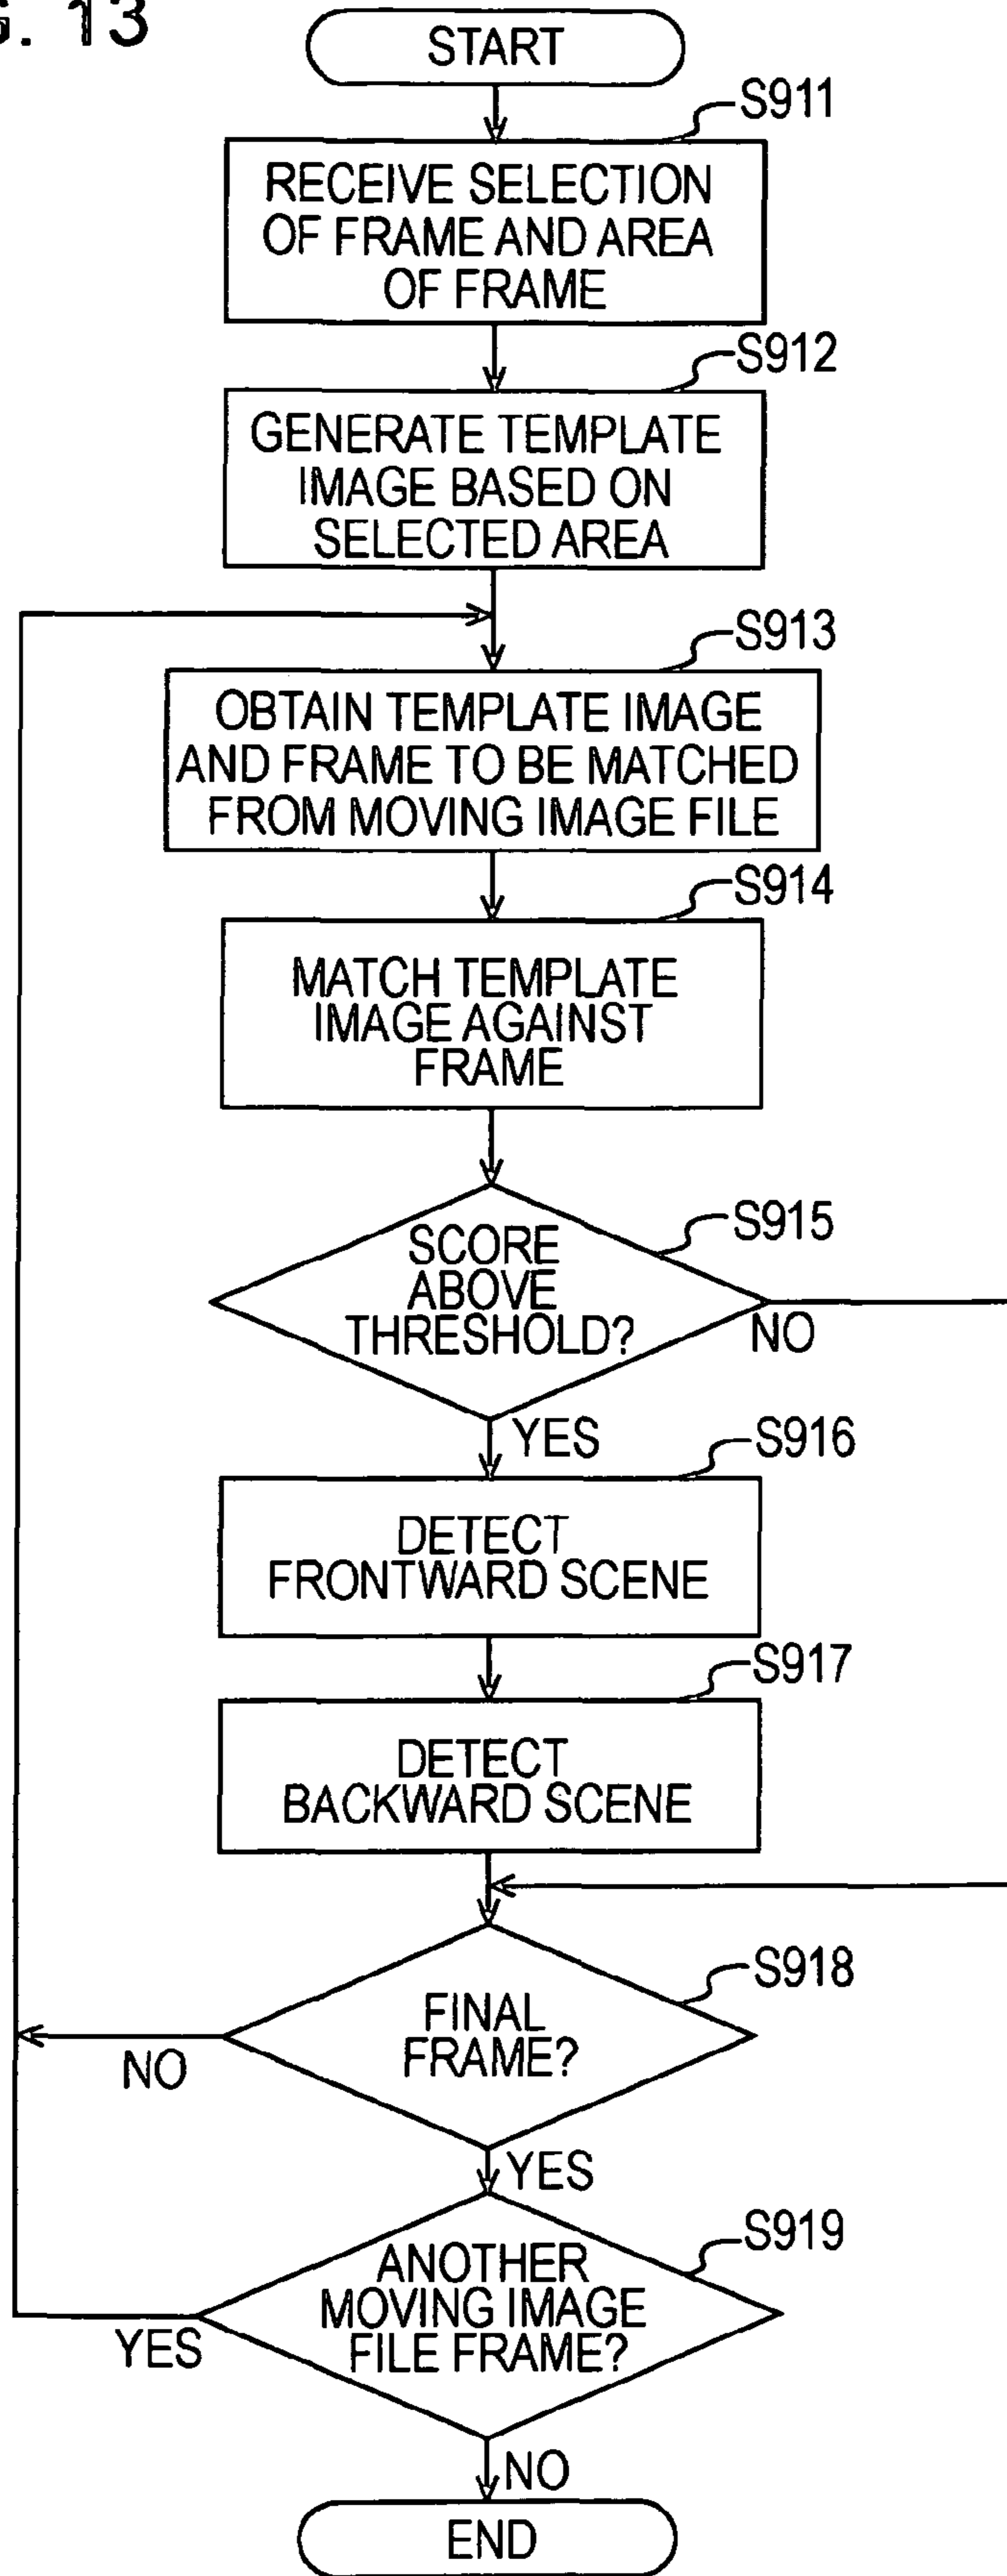 G. 13
START
S911
RECEIVE SELECTION
OF FRAME AND AREA
OF FRAME
S912
GENERATE TEMPLATE
IMAGE BASED ON
SELECTED AREA
S913
OBTAIN TEMPLATE IMAGE
AND FRAME TO BE MATCHED
FROM MOVING IMAGE FILE
S914
MATCH TEMPLATE
IMAGE AGAINST
FRAME
S915
SCORE
ABOVE
THRESHOLD?
NO
YES
S916
DETECT
FRONTWARD SCENE
S917
DETECT
BACKWARD SCENE
S918
FINAL
FRAME?
NO
YES
S919
ANOTHER
MOVING IMAGE
FILE FRAME?
YES
NO
END